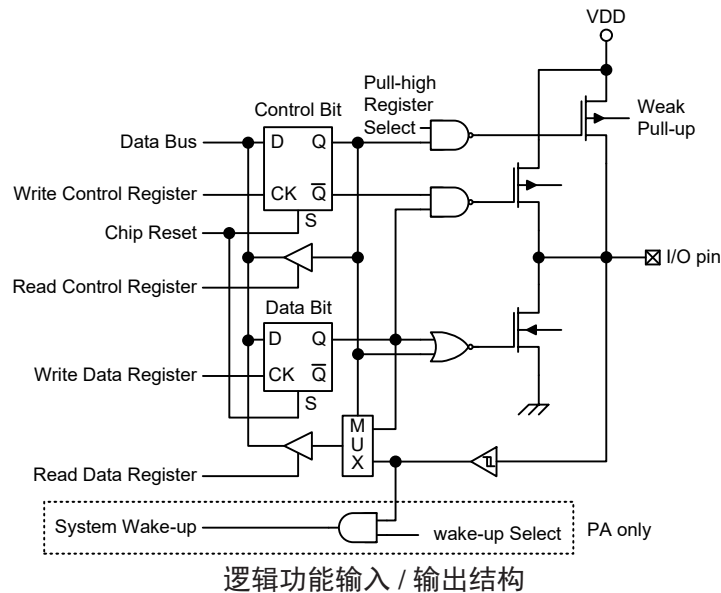 VDD
Pull-high
Register
Select
Weak
Pull-up
Control Bit
Data Bus
D
Q
Write Control Register
CK
Q
S
Chip Reset
I/O pin
Read Control Register
Data Bit
D
Q
Write Data Register
CK
Q
S
M
U
X
Read Data Register
System Wake-up
wake-up Select
PA only
逻辑功能输入 / 输出结构